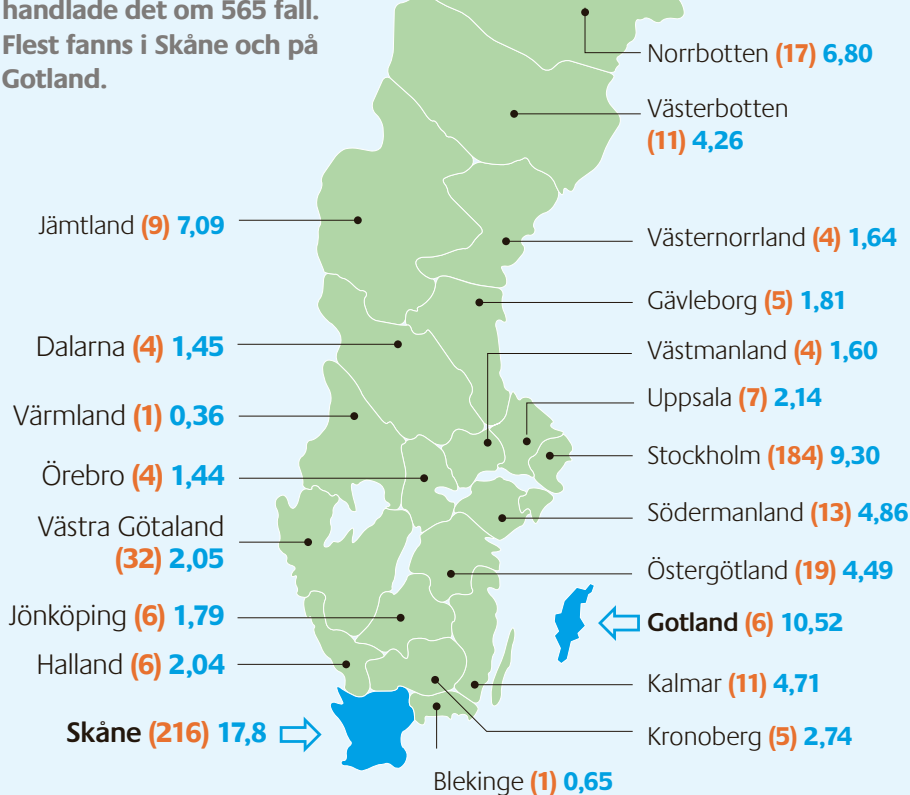 handlade det om 565 fall.
Flest fanns i Skåne och på
Gotland.
Norrbotten (17) 6,80
Västerbotten
(11) 4,26
Jämtland (9) 7,09
Västernorrland (4) 1,64
Gävleborg (5) 1,81
Dalarna (4) 1,45
Västmanland (4) 1,60
Värmland (1) 0,36
Uppsala (7) 2,14
Örebro (4) 1,44
Stockholm (184) 9,30
Västra Götaland
(32) 2,05
Södermanland (13) 4,86
Östergötland (19) 4,49
Jönköping (6) 1,79
Gotland (6) 10,52
Halland (6) 2,04
Kalmar (11) 4,71
Skåne (216) 17,8
Kronoberg (5) 2,74
Blekinge (1) 0,65